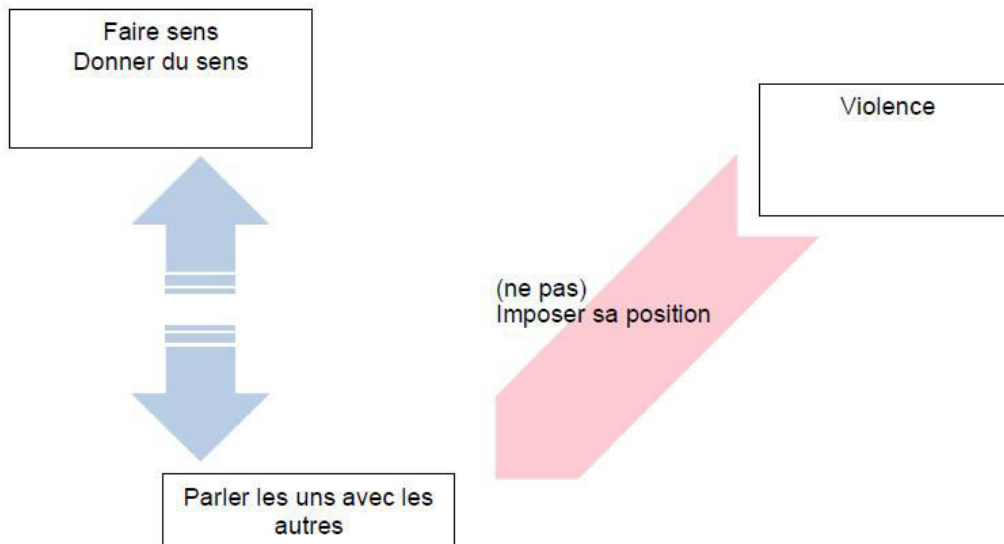 Faire sens
Donner du sens
Violence
(ne pas)
Imposer sa position
Parler les uns avec les
autres